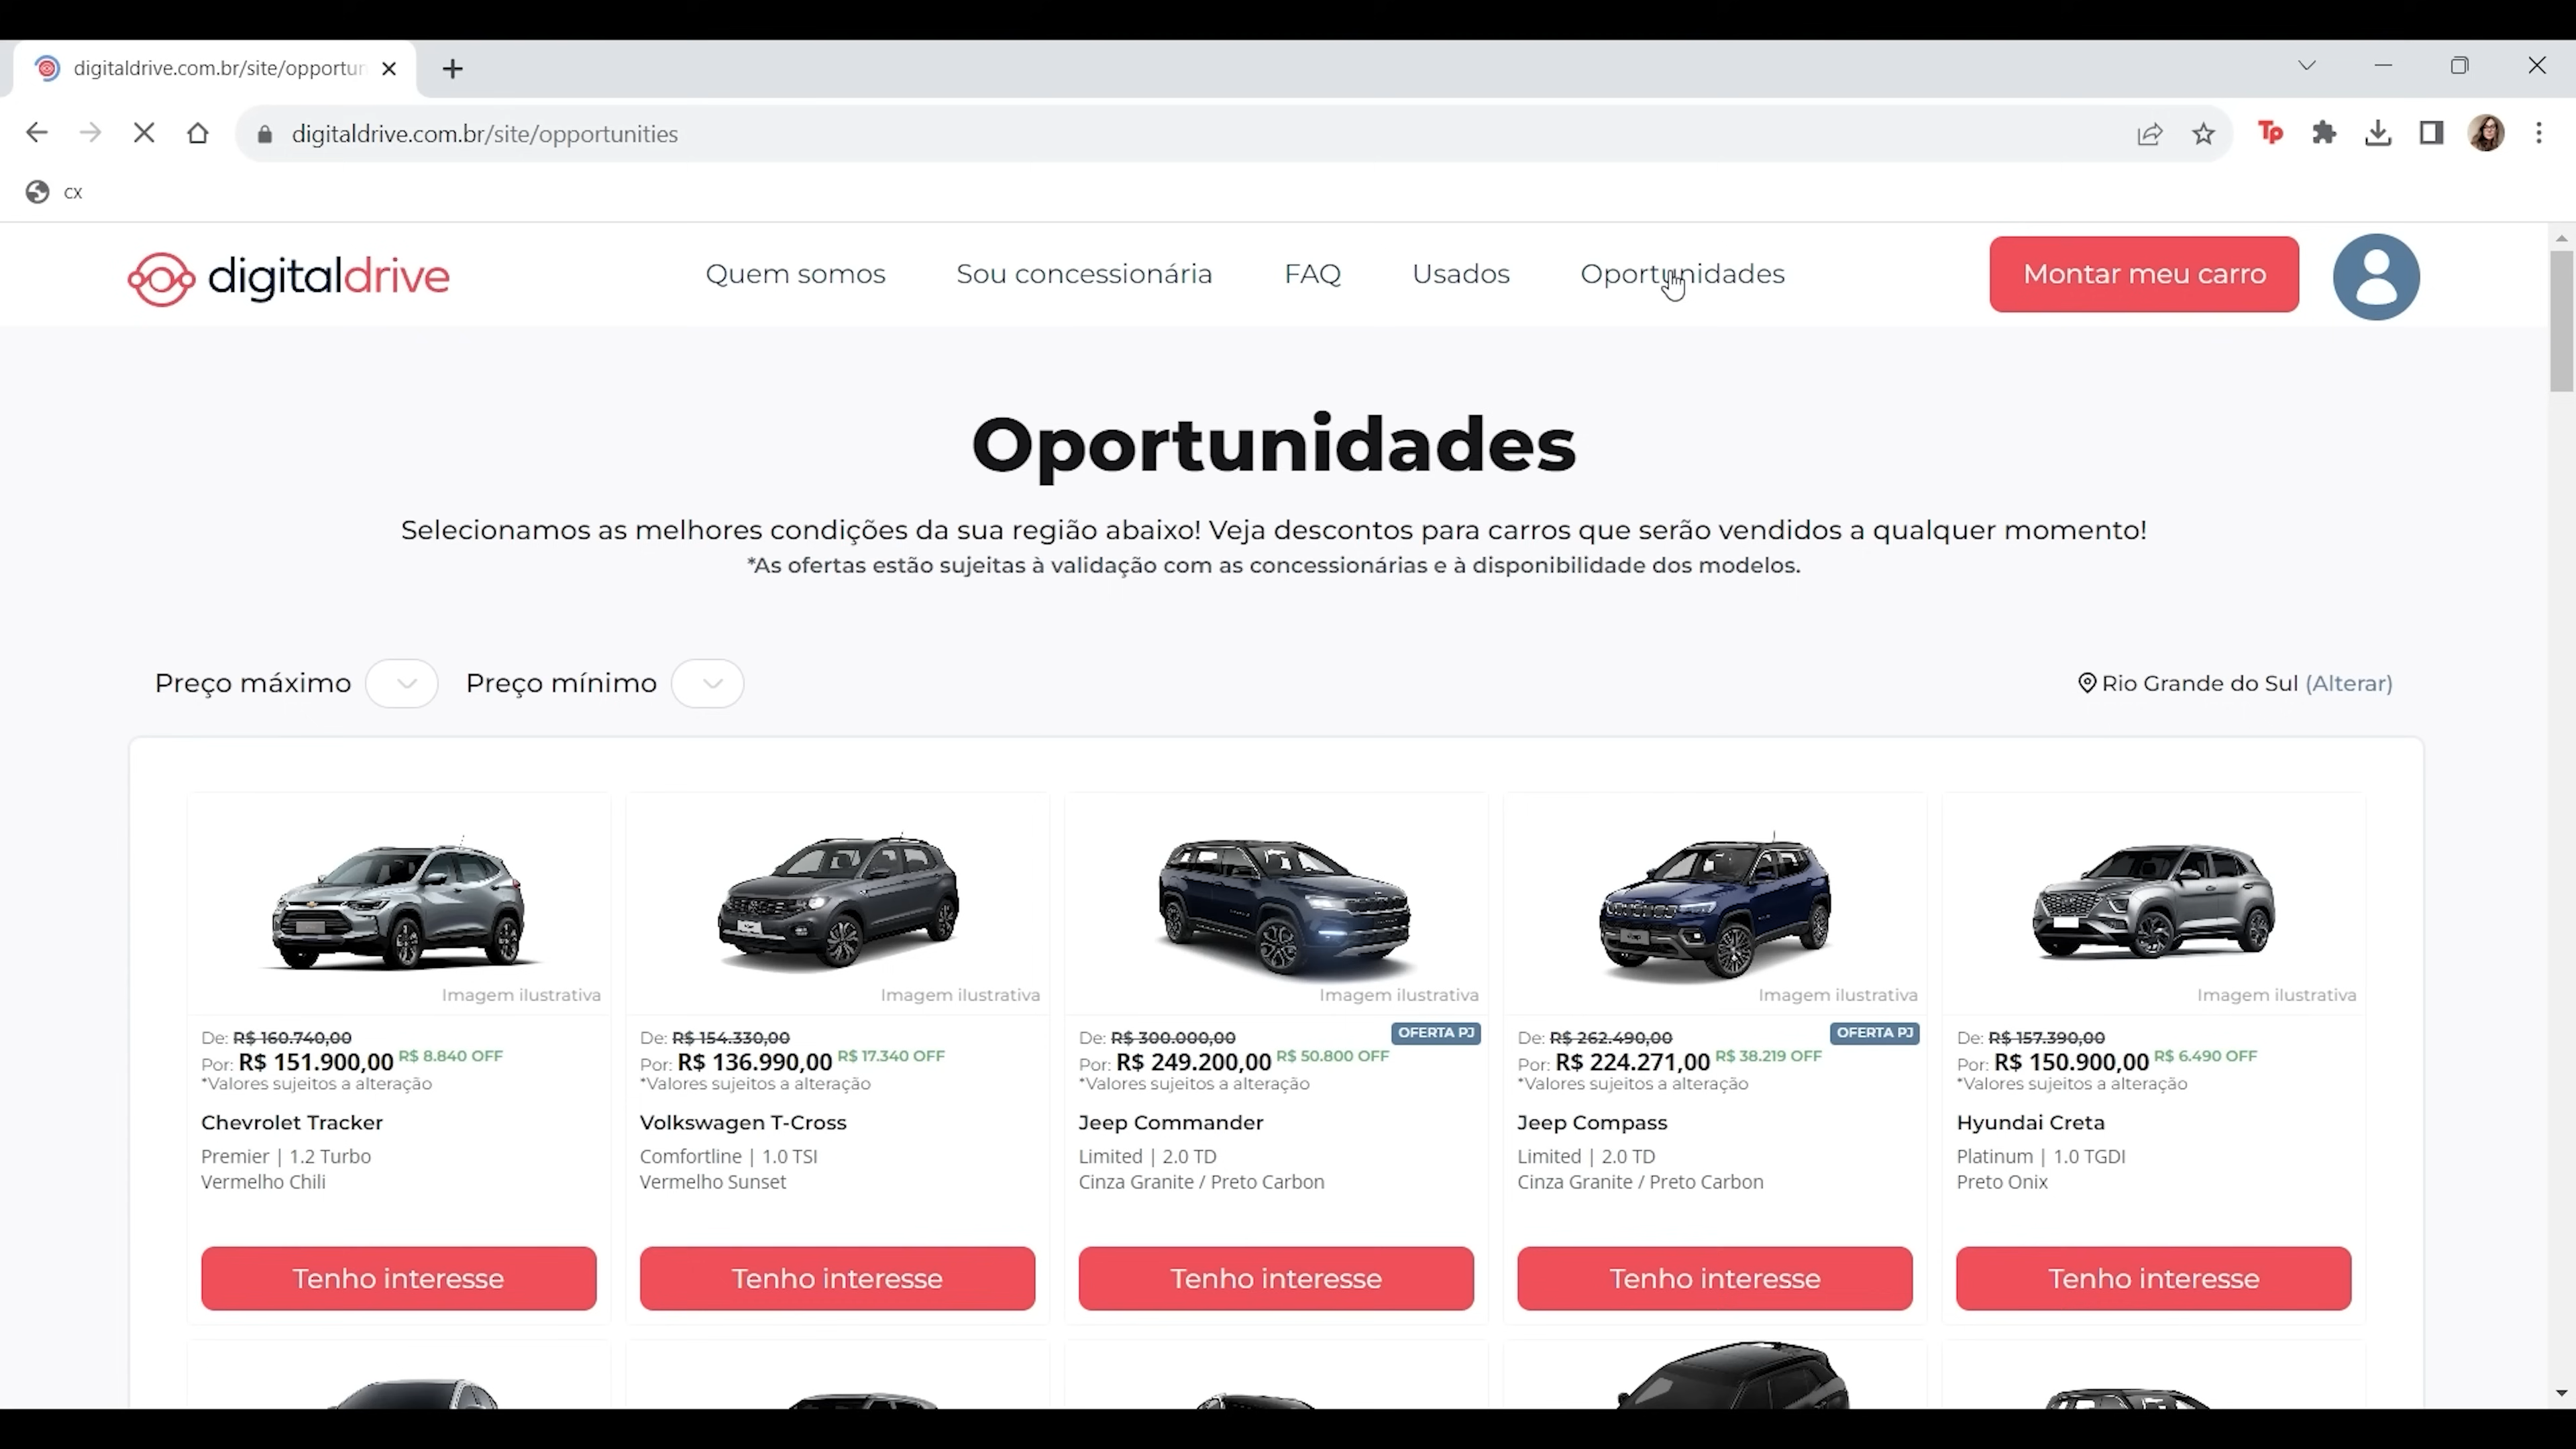 digitaldrive.com.br/site/opportun
digitaldrive.com.br/site/opportunities
Tp
cx
digitaldrive
Quem somos
Sou concessionária
FAQ
Usados
Oportunidades
Montar meu carro
Oportunidades
Selecionamos as melhores condições da sua região abaixo! Veja descontos para carros que serão vendidos a qualquer momento!
*As ofertas estão sujeitas à validação com as concessionárias e à disponibilidade dos modelos.
Preço máximo
Preço mínimo
Rio Grande do Sul (Alterar)
Imagem ilustrativa
De: R$ 160.740,00
Por: R$ 151.900,00 R$ 8.840 OFF
*Valores sujeitos a alteração
Chevrolet Tracker
Premier | 1.2 Turbo
Vermelho Chili
Tenho interesse
Imagem ilustrativa
De: R$ 154.330,00
Por: R$ 136.990,00 R$ 17.340 OFF
*Valores sujeitos a alteração
Volkswagen T-Cross
Comfortline | 1.0 TSI
Vermelho Sunset
Tenho interesse
Imagem ilustrativa
OFERTA PJ
De: R$ 300.000,00
Por: R$ 249.200,00 R$ 50.800 OFF
*Valores sujeitos a alteração
Jeep Commander
Limited | 2.0 TD
Cinza Granite / Preto Carbon
Tenho interesse
Imagem ilustrativa
OFERTA PJ
De: R$ 262.490,00
Por: R$ 224.271,00 R$ 38.219 OFF
*Valores sujeitos a alteração
Jeep Compass
Limited | 2.0 TD
Cinza Granite / Preto Carbon
Tenho interesse
Imagem ilustrativa
De: R$ 157.390,00
Por: R$ 150.900,00 R$ 6.490 OFF
*Valores sujeitos a alteração
Hyundai Creta
Platinum | 1.0 TGDI
Preto Onix
Tenho interesse